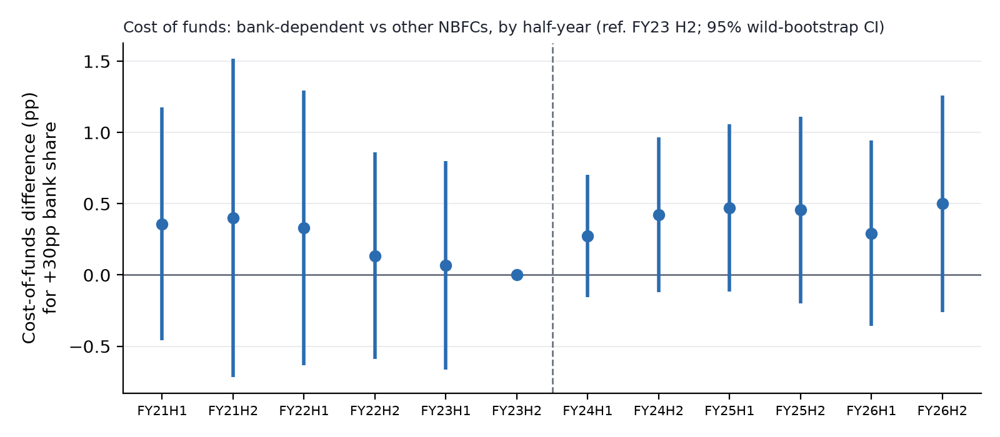 Cost of funds: bank-dependent vs other NBFCs, by half-year (ref. FY23 H2; 95% wild-bootstrap CI)
Cost-of-funds difference (pp)
for +30pp bank share
1.5
1.0
0.5
0.0
−0.5
FY21H1 FY21H2 FY22H1 FY22H2 FY23H1 FY23H2 FY24H1 FY24H2 FY25H1 FY25H2 FY26H1 FY26H2